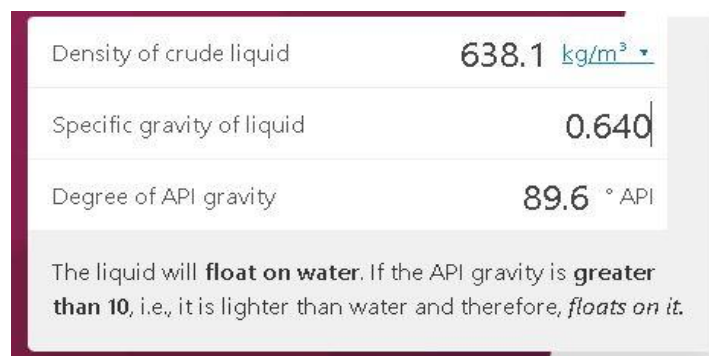 Density of crude liquid 638.1 kg/m³
Specific gravity of liquid 0.640
Degree of API gravity 89.6 ° API
The liquid will float on water. If the API gravity is greater
than 10, i.e., it is lighter than water and therefore, floats on it.